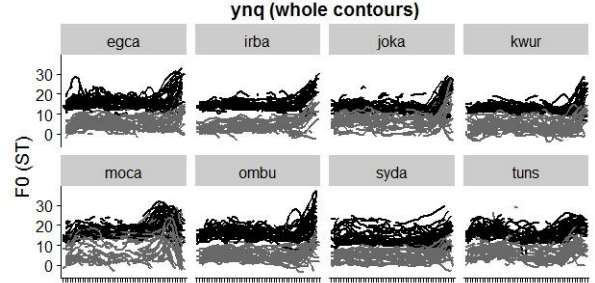 ynq (whole contours)
egca irba joka kwur
30
20
10
0
F0 (ST)
moca ombu syda tuns
30
20
10
0